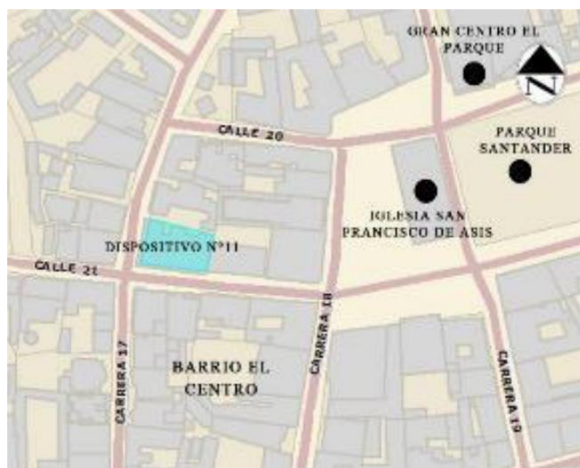 GRAN CENTRO EL
PARQUE
N
CALLE 20
PARQUE
SANTANDER
IGLESIA SAN
FRANCISCO DE ASIS
DISPOSITIVO Nº11
CALLE 21
CARRERA 18
BARRIO EL
CENTRO
CARRERA 17
CARRERA 19